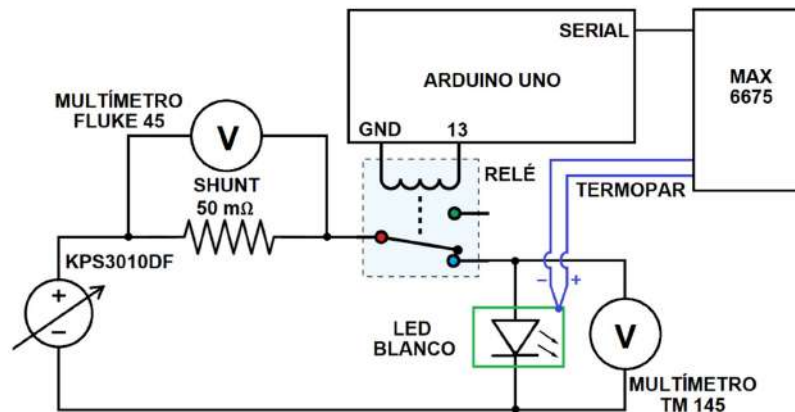 SERIAL
ARDUINO UNO
MAX
6675
MULTÍMETRO
FLUKE 45
V
GND
13
RELÉ
TERMOPAR
SHUNT
50 mΩ
KPS3010DF
+
−
− +
LED
BLANCO
V
MULTÍMETRO
TM 145